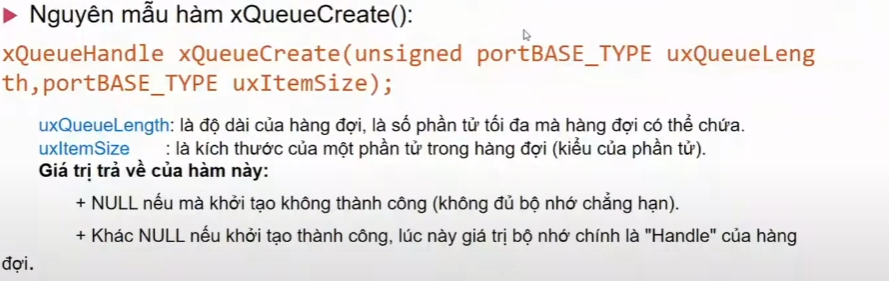 Nguyên mẫu hàm xQueueCreate():
xQueueHandle xQueueCreate(unsigned portBASE_TYPE uxQueueLeng
th,portBASE_TYPE uxItemSize);
uxQueueLength: là độ dài của hàng đợi, là số phần tử tối đa mà hàng đợi có thể chứa.
uxItemSize : là kích thước của một phần tử trong hàng đợi (kiểu của phần tử).
Giá trị trả về của hàm này:
+ NULL nếu mà khởi tạo không thành công (không đủ bộ nhớ chẳng hạn).
+ Khác NULL nếu khởi tạo thành công, lúc này giá trị bộ nhớ chính là "Handle" của hàng
đợi.